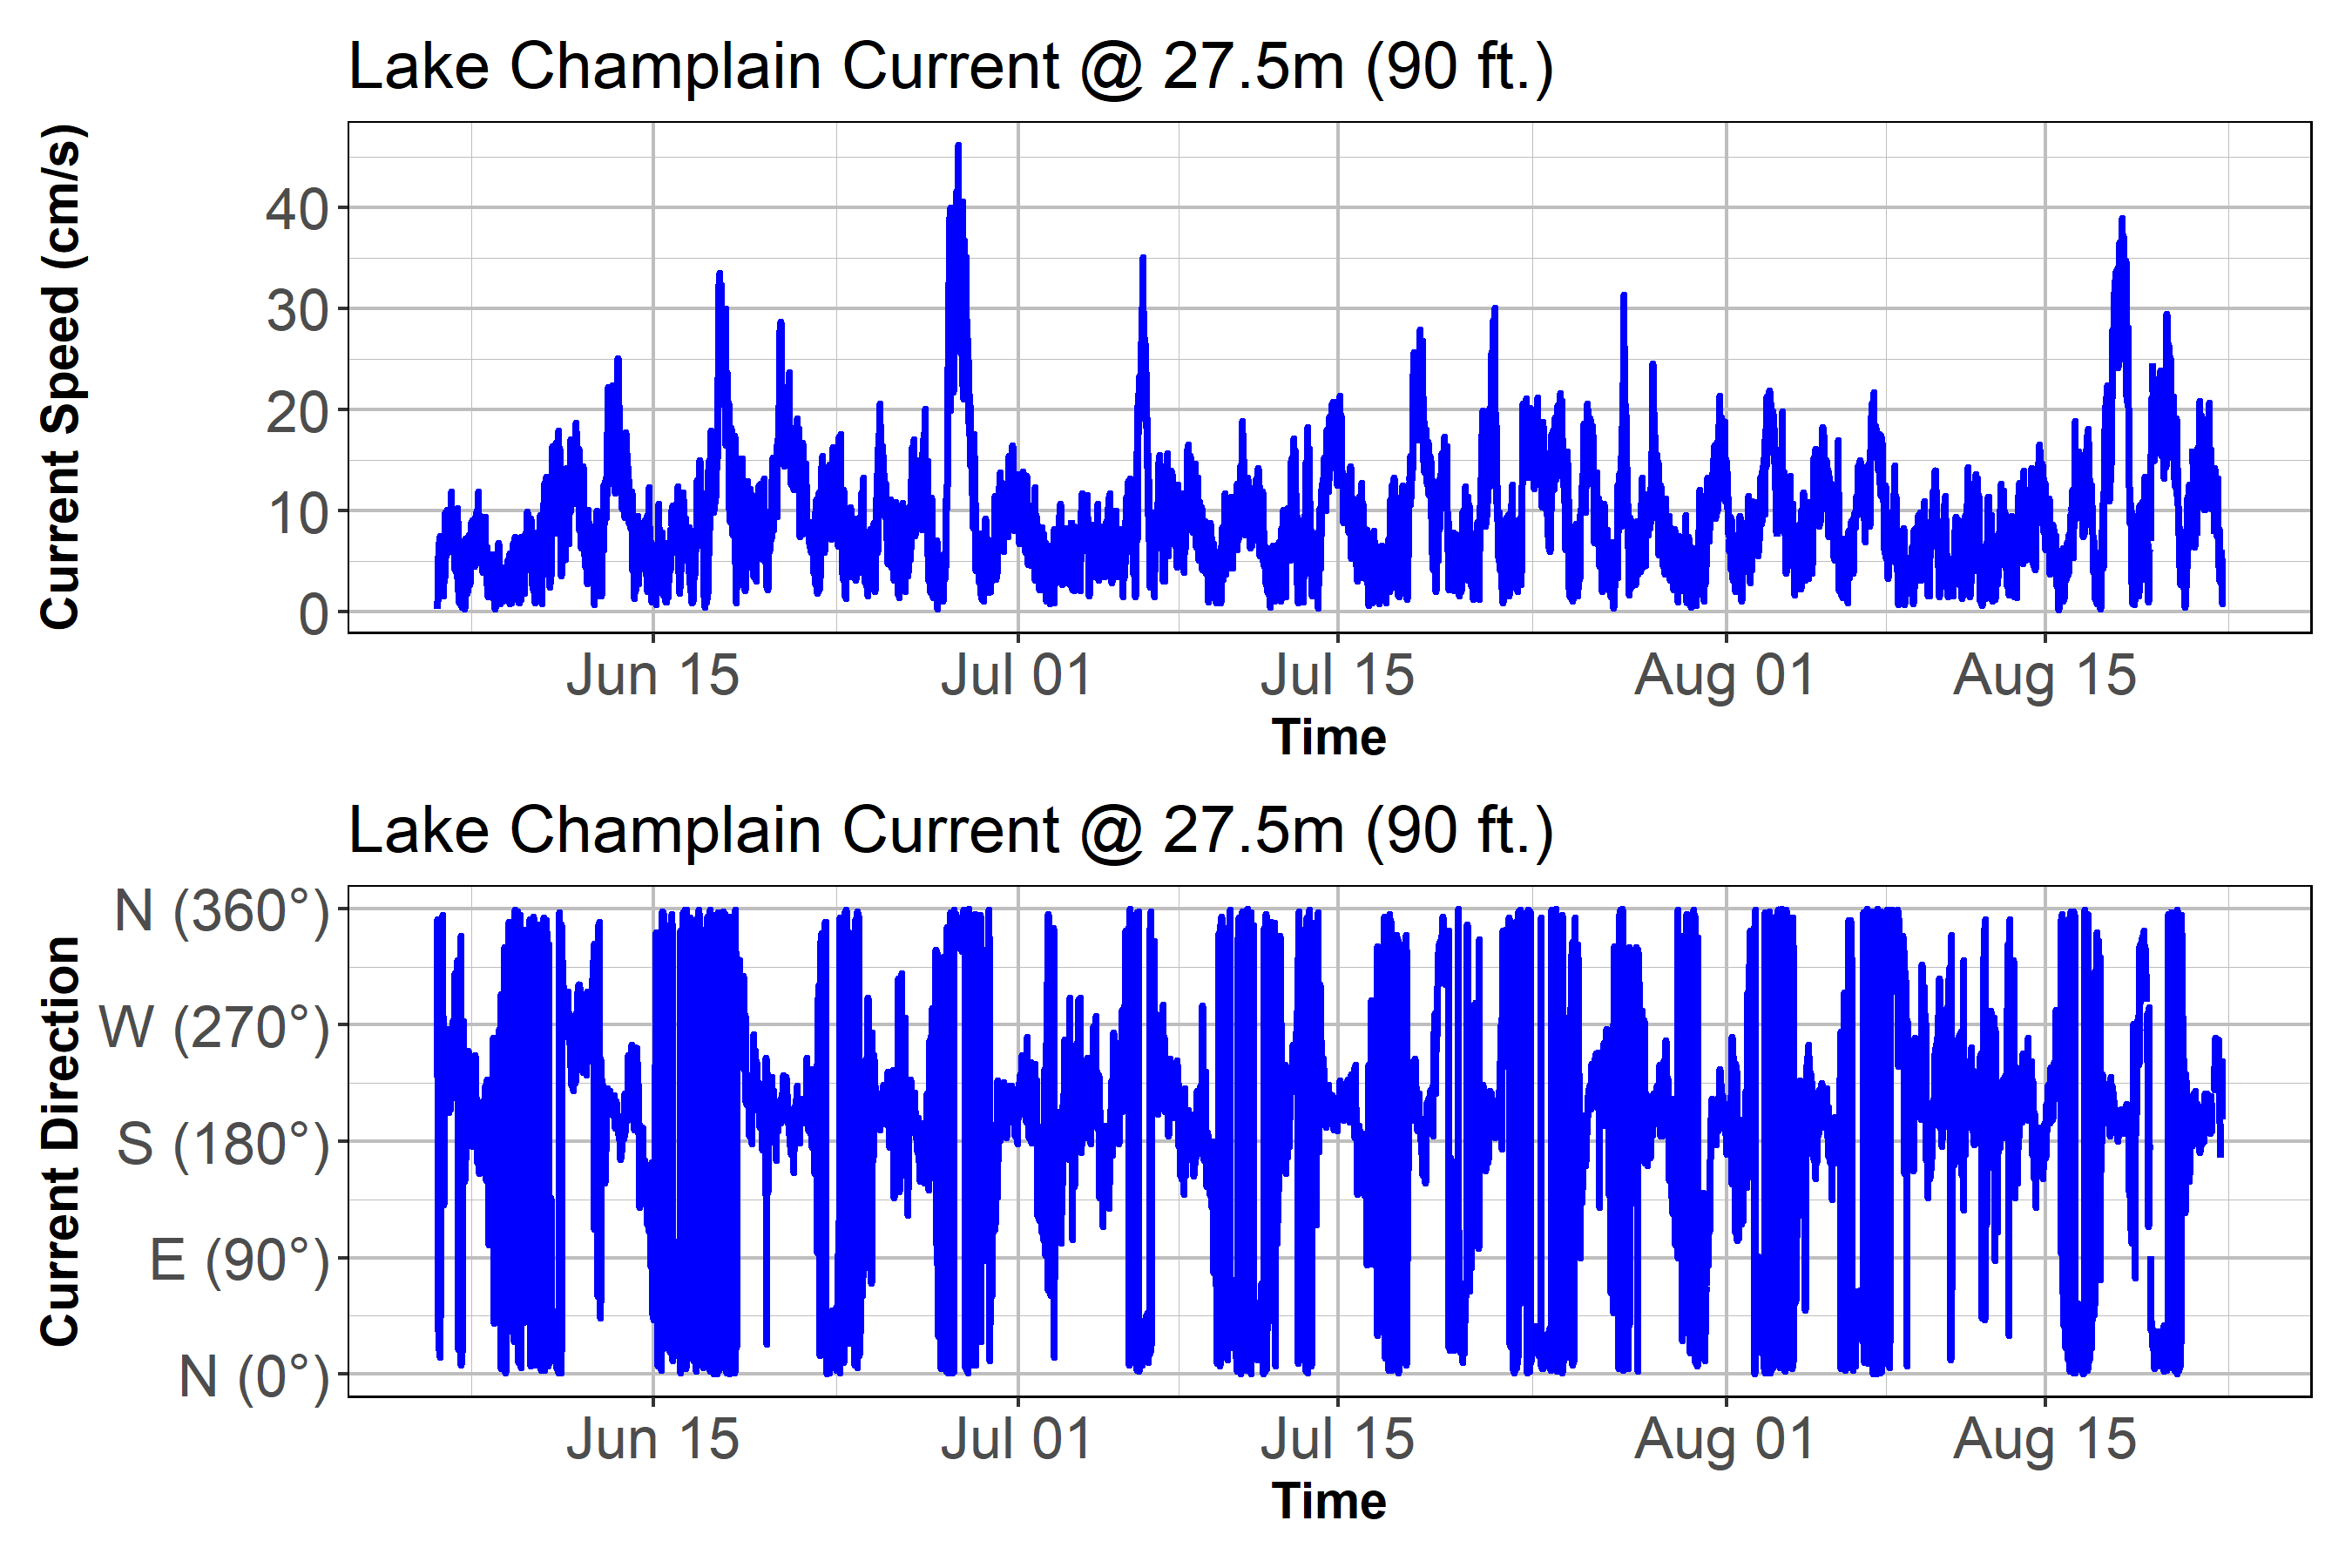 Lake Champlain Current @ 27.5m (90 ft.)
Current Speed (cm/s)
40
30
20
10
0
Jun 15 Jul 01 Jul 15 Aug 01 Aug 15
Time
Lake Champlain Current @ 27.5m (90 ft.)
Current Direction
N (360°)
W (270°)
S (180°)
E (90°)
N (0°)
Jun 15 Jul 01 Jul 15 Aug 01 Aug 15
Time